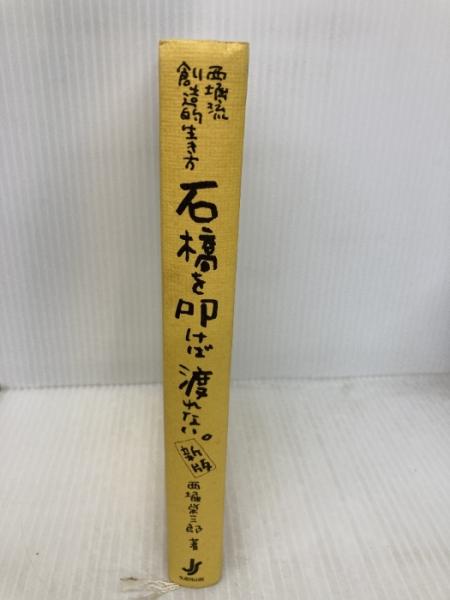 西堀流
創造的生き方
石橋を叩けば渡れない。
新版
西堀榮三郎 著